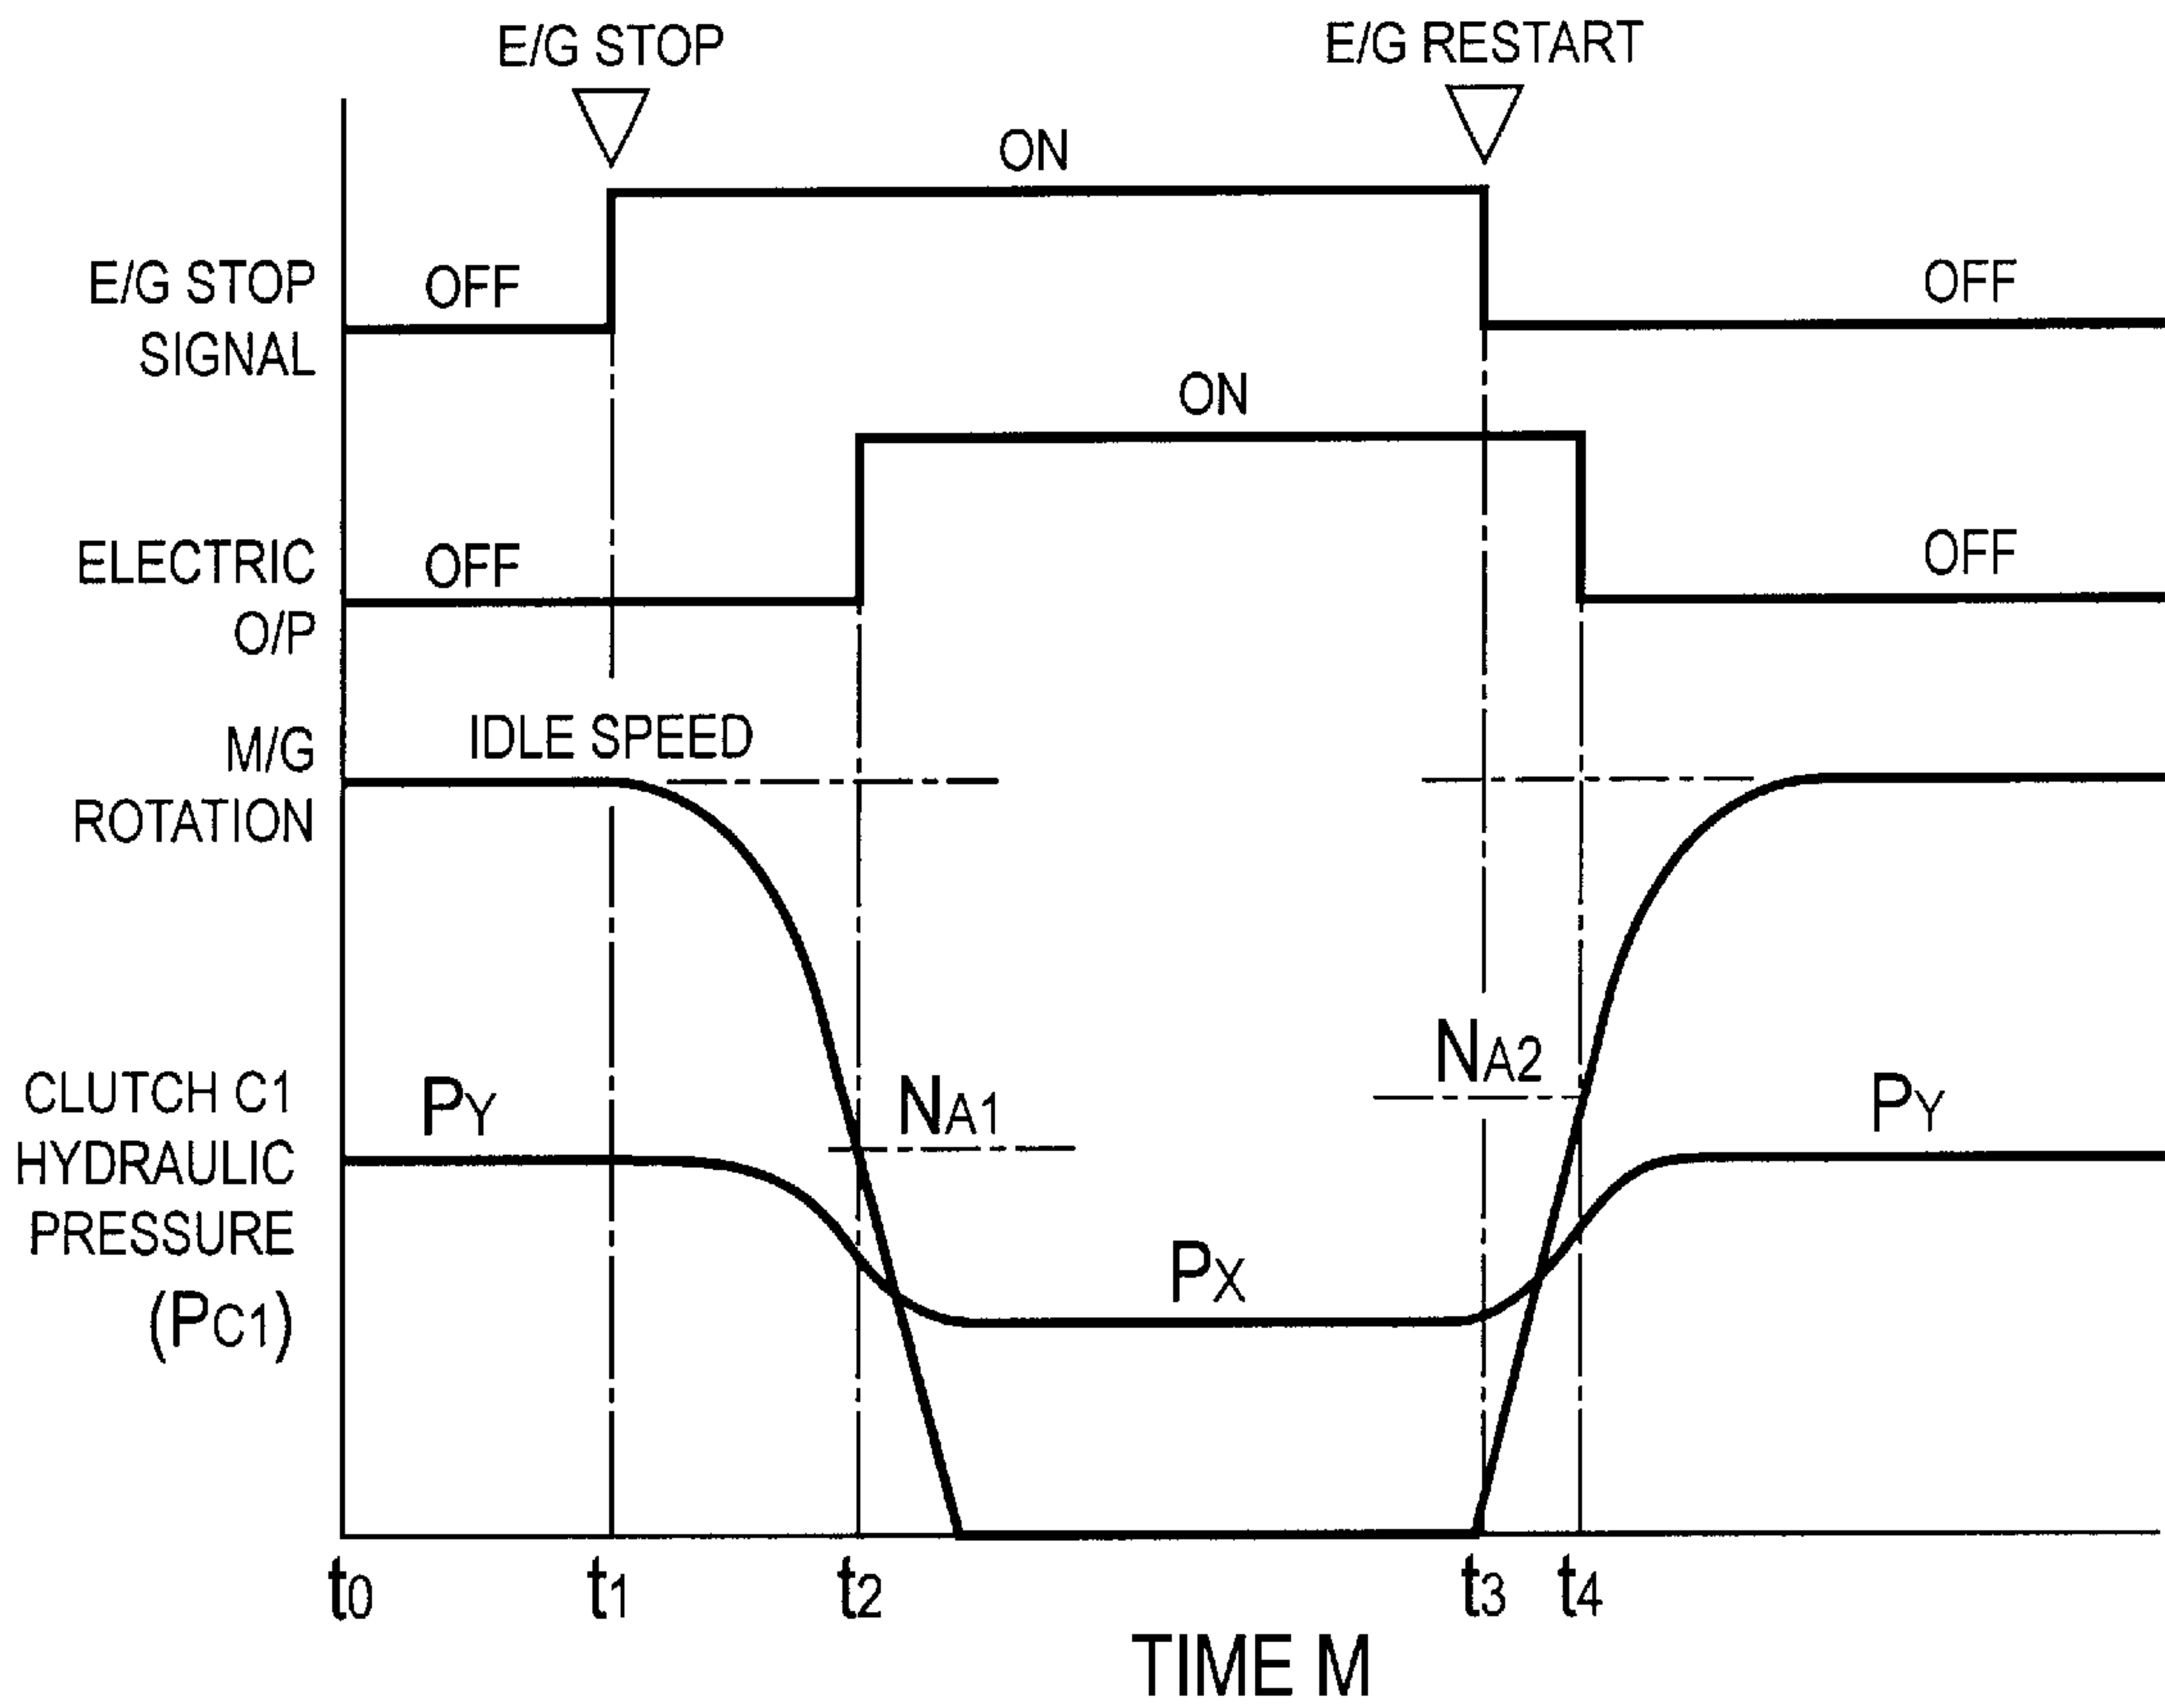 E/G STOP
E/G RESTART
ON
E/G STOP
SIGNAL
OFF
OFF
ON
ELECTRIC
O/P
OFF
OFF
M/G
ROTATION
IDLE SPEED
NA1
NA2
CLUTCH C1
HYDRAULIC
PRESSURE
(PC1)
PY
PX
PY
t0
t1
t2
t3
t4
TIME M